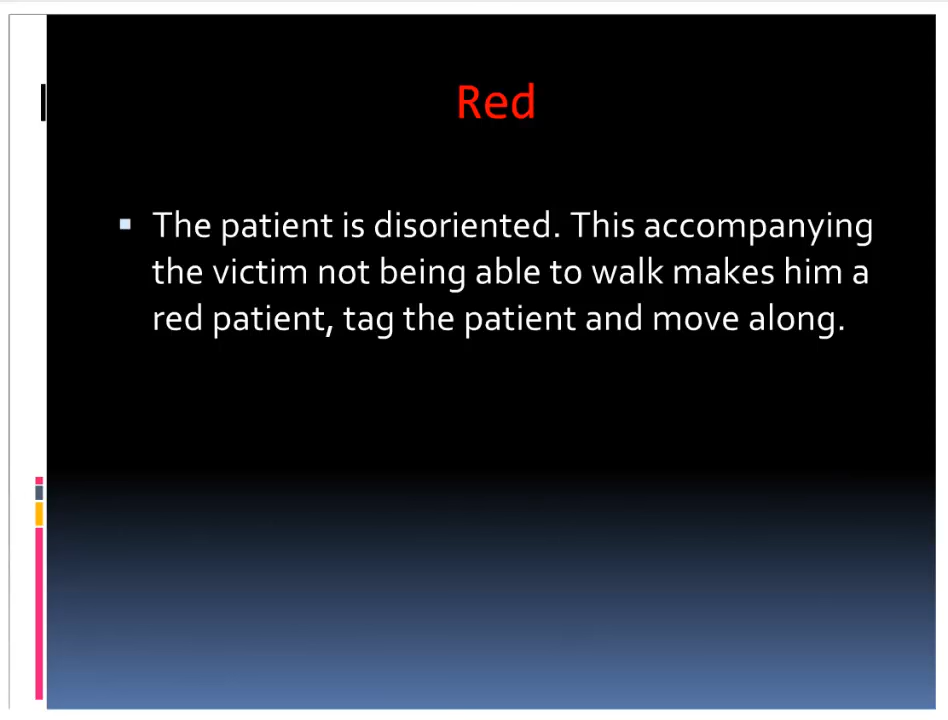 Red
The patient is disoriented. This accompanying
the victim not being able to walk makes him a
red patient, tag the patient and move along.